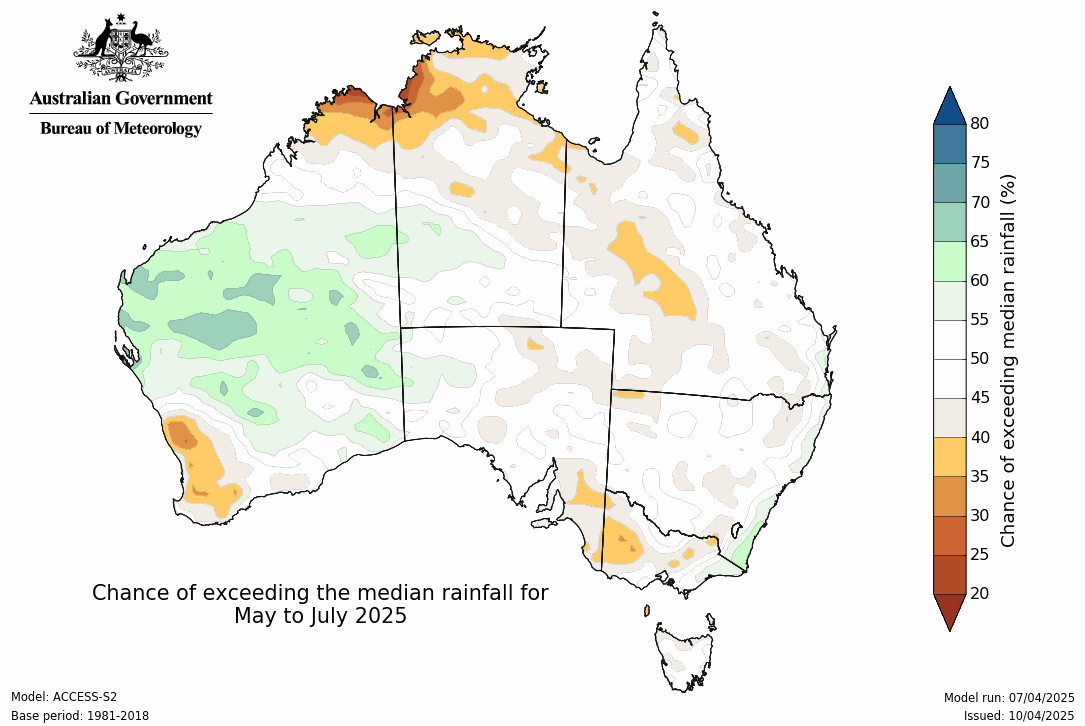 Australian Government
Bureau of Meteorology
80
75
70
65
60
55
50
45
40
35
30
25
20
Chance of exceeding median rainfall (%)
Chance of exceeding the median rainfall for
May to July 2025
Model: ACCESS-S2
Base period: 1981-2018
Model run: 07/04/2025
Issued: 10/04/2025